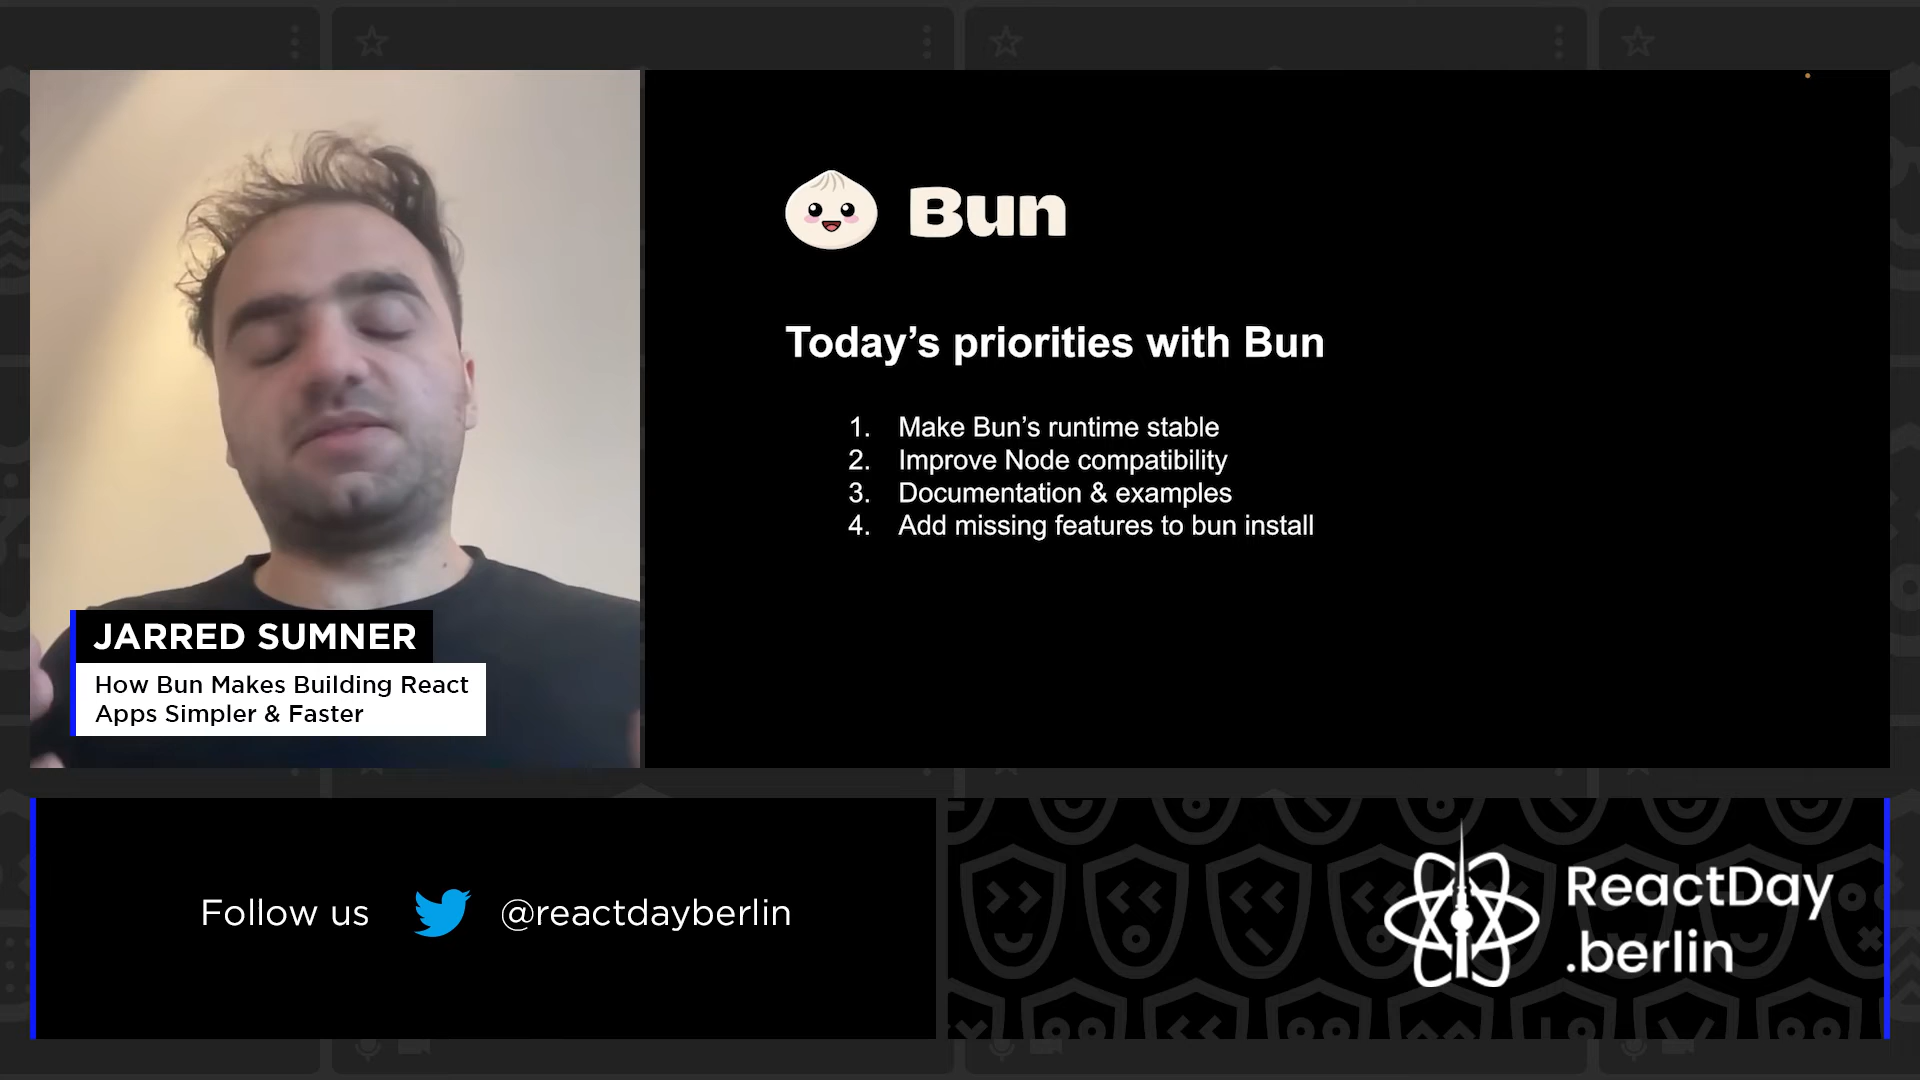 Bun
Today’s priorities with Bun
1. Make Bun’s runtime stable
2. Improve Node compatibility
3. Documentation & examples
4. Add missing features to bun install
JARRED SUMNER
How Bun Makes Building React
Apps Simpler & Faster
Follow us @reactdayberlin
ReactDay
.berlin